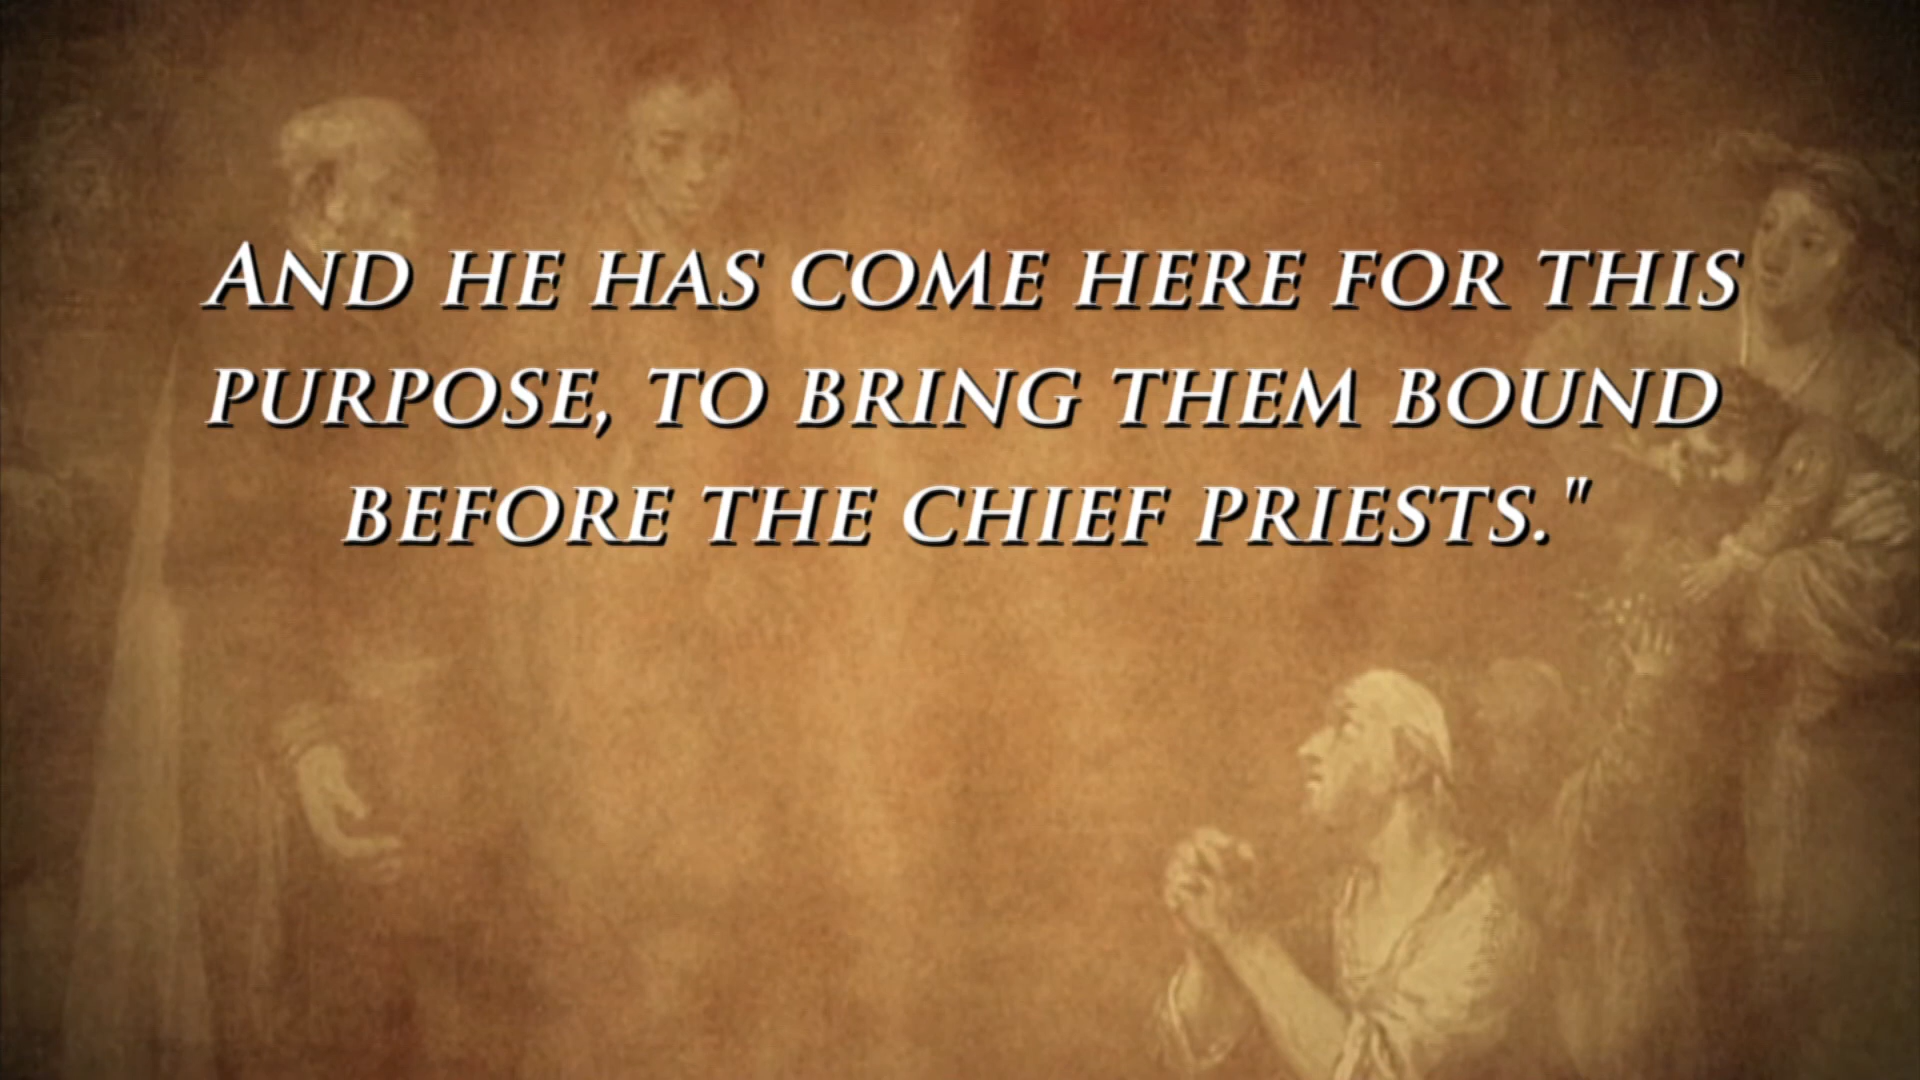 And he has come here for this
purpose, to bring them bound
before the chief priests."